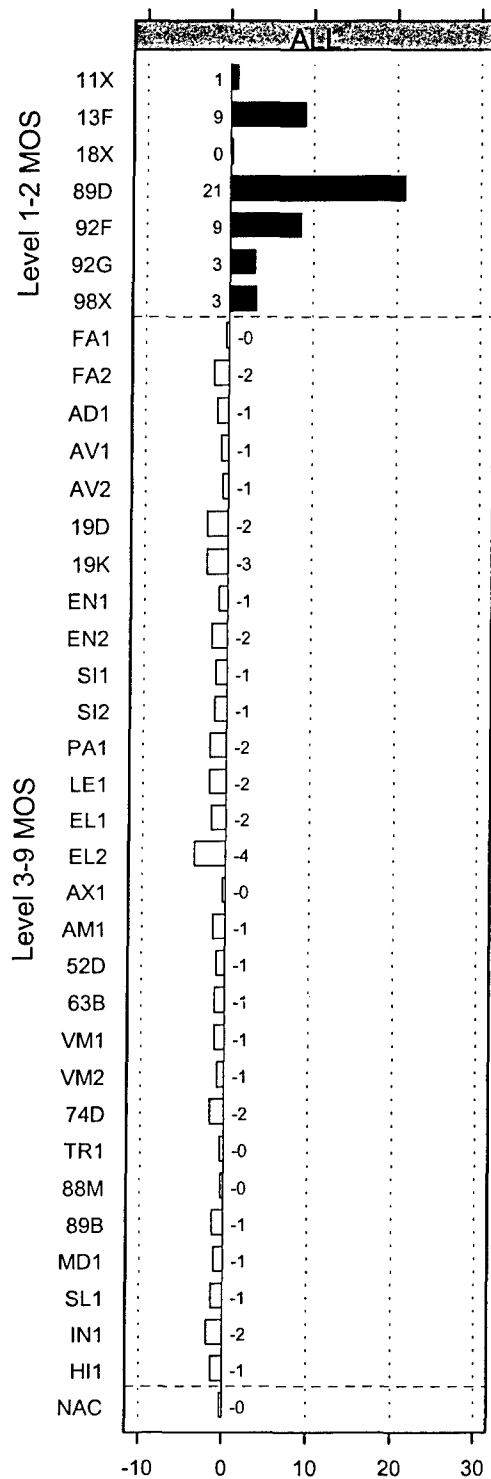 ALL
Level 1-2 MOS
11X 1
13F 9
18X 0
89D 21
92F 9
92G 3
98X 3
Level 3-9 MOS
FA1 -0
FA2 -2
AD1 -1
AV1 -1
AV2 -1
19D -2
19K -3
EN1 -1
EN2 -2
SI1 -1
SI2 -1
PA1 -2
LE1 -2
EL1 -2
EL2 -4
AX1 -0
AM1 -1
52D -1
63B -1
VM1 -1
VM2 -1
74D -2
TR1 -0
88M -0
89B -1
MD1 -1
SL1 -1
IN1 -2
HI1 -1
NAC -0
-10 0 10 20 30